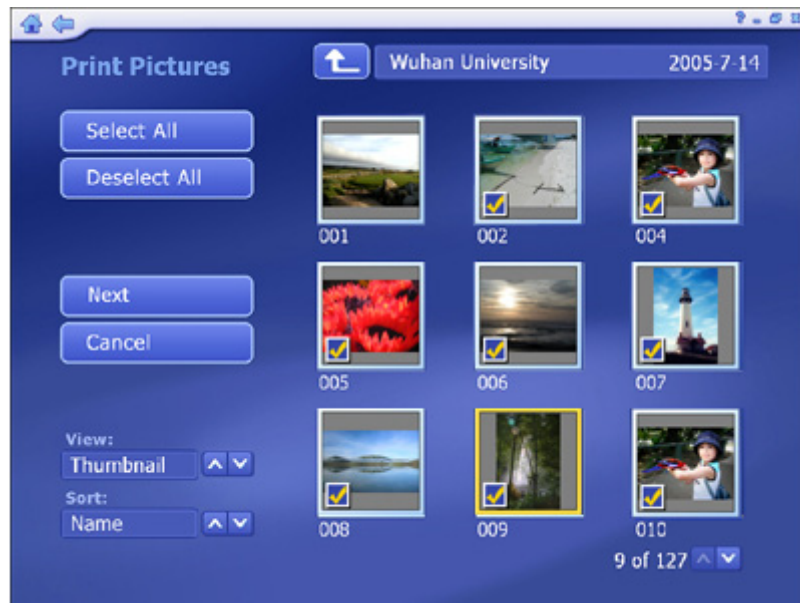 Print Pictures
Wuhan University 2005-7-14
Select All
Deselect All
001 002 004
Next
Cancel
005 006 007
View:
Thumbnail
Sort:
Name
008 009 010
9 of 127